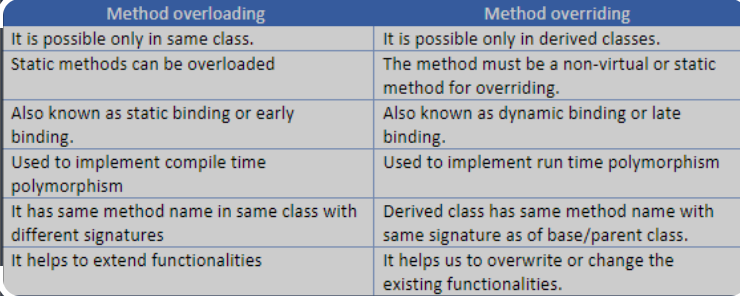 Method overloading Method overriding
It is possible only in same class. It is possible only in derived classes.
Static methods can be overloaded The method must be a non-virtual or static
method for overriding.
Also known as static binding or early Also known as dynamic binding or late
binding. binding.
Used to implement compile time Used to implement run time polymorphism
polymorphism
It has same method name in same class with Derived class has same method name with
different signatures same signature as of base/parent class.
It helps to extend functionalities It helps us to overwrite or change the
existing functionalities.